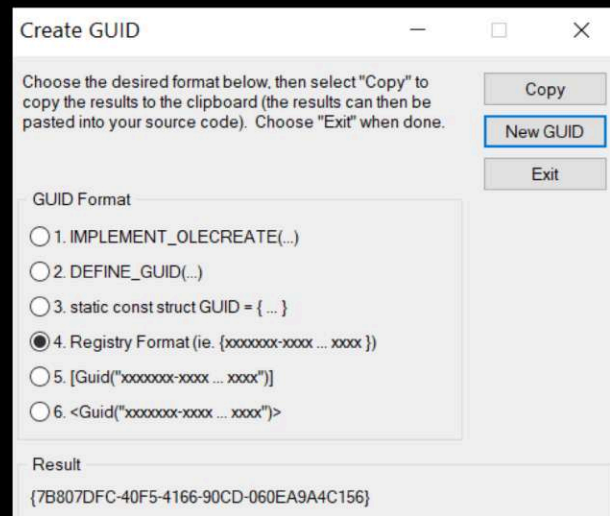 Create GUID
Choose the desired format below, then select "Copy" to
copy the results to the clipboard (the results can then be
pasted into your source code). Choose "Exit" when done.
Copy
New GUID
Exit
GUID Format
1. IMPLEMENT_OLECREATE(...)
2. DEFINE_GUID(...)
3. static const struct GUID = { ... }
4. Registry Format (ie. {xxxxxxx-xxxx ... xxxx })
5. [Guid("xxxxxxx-xxxx ... xxxx")]
6. <Guid("xxxxxxx-xxxx ... xxxx")>
Result
{7B807DFC-40F5-4166-90CD-060EA9A4C156}